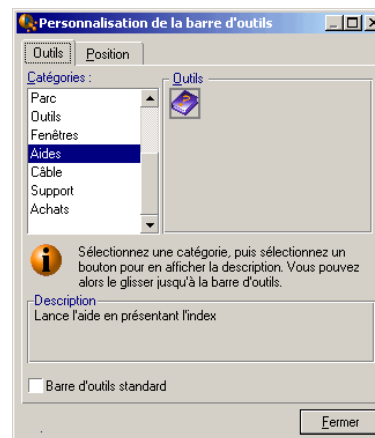 Personnalisation de la barre d'outils
Outils Position
Catégories :
Outils
Parc
Outils
Fenêtres
Aides
Câble
Support
Achats
Sélectionnez une catégorie, puis sélectionnez un
bouton pour en afficher la description. Vous pouvez
alors le glisser jusqu'à la barre d'outils.
Description
Lance l'aide en présentant l'index
Barre d'outils standard
Fermer